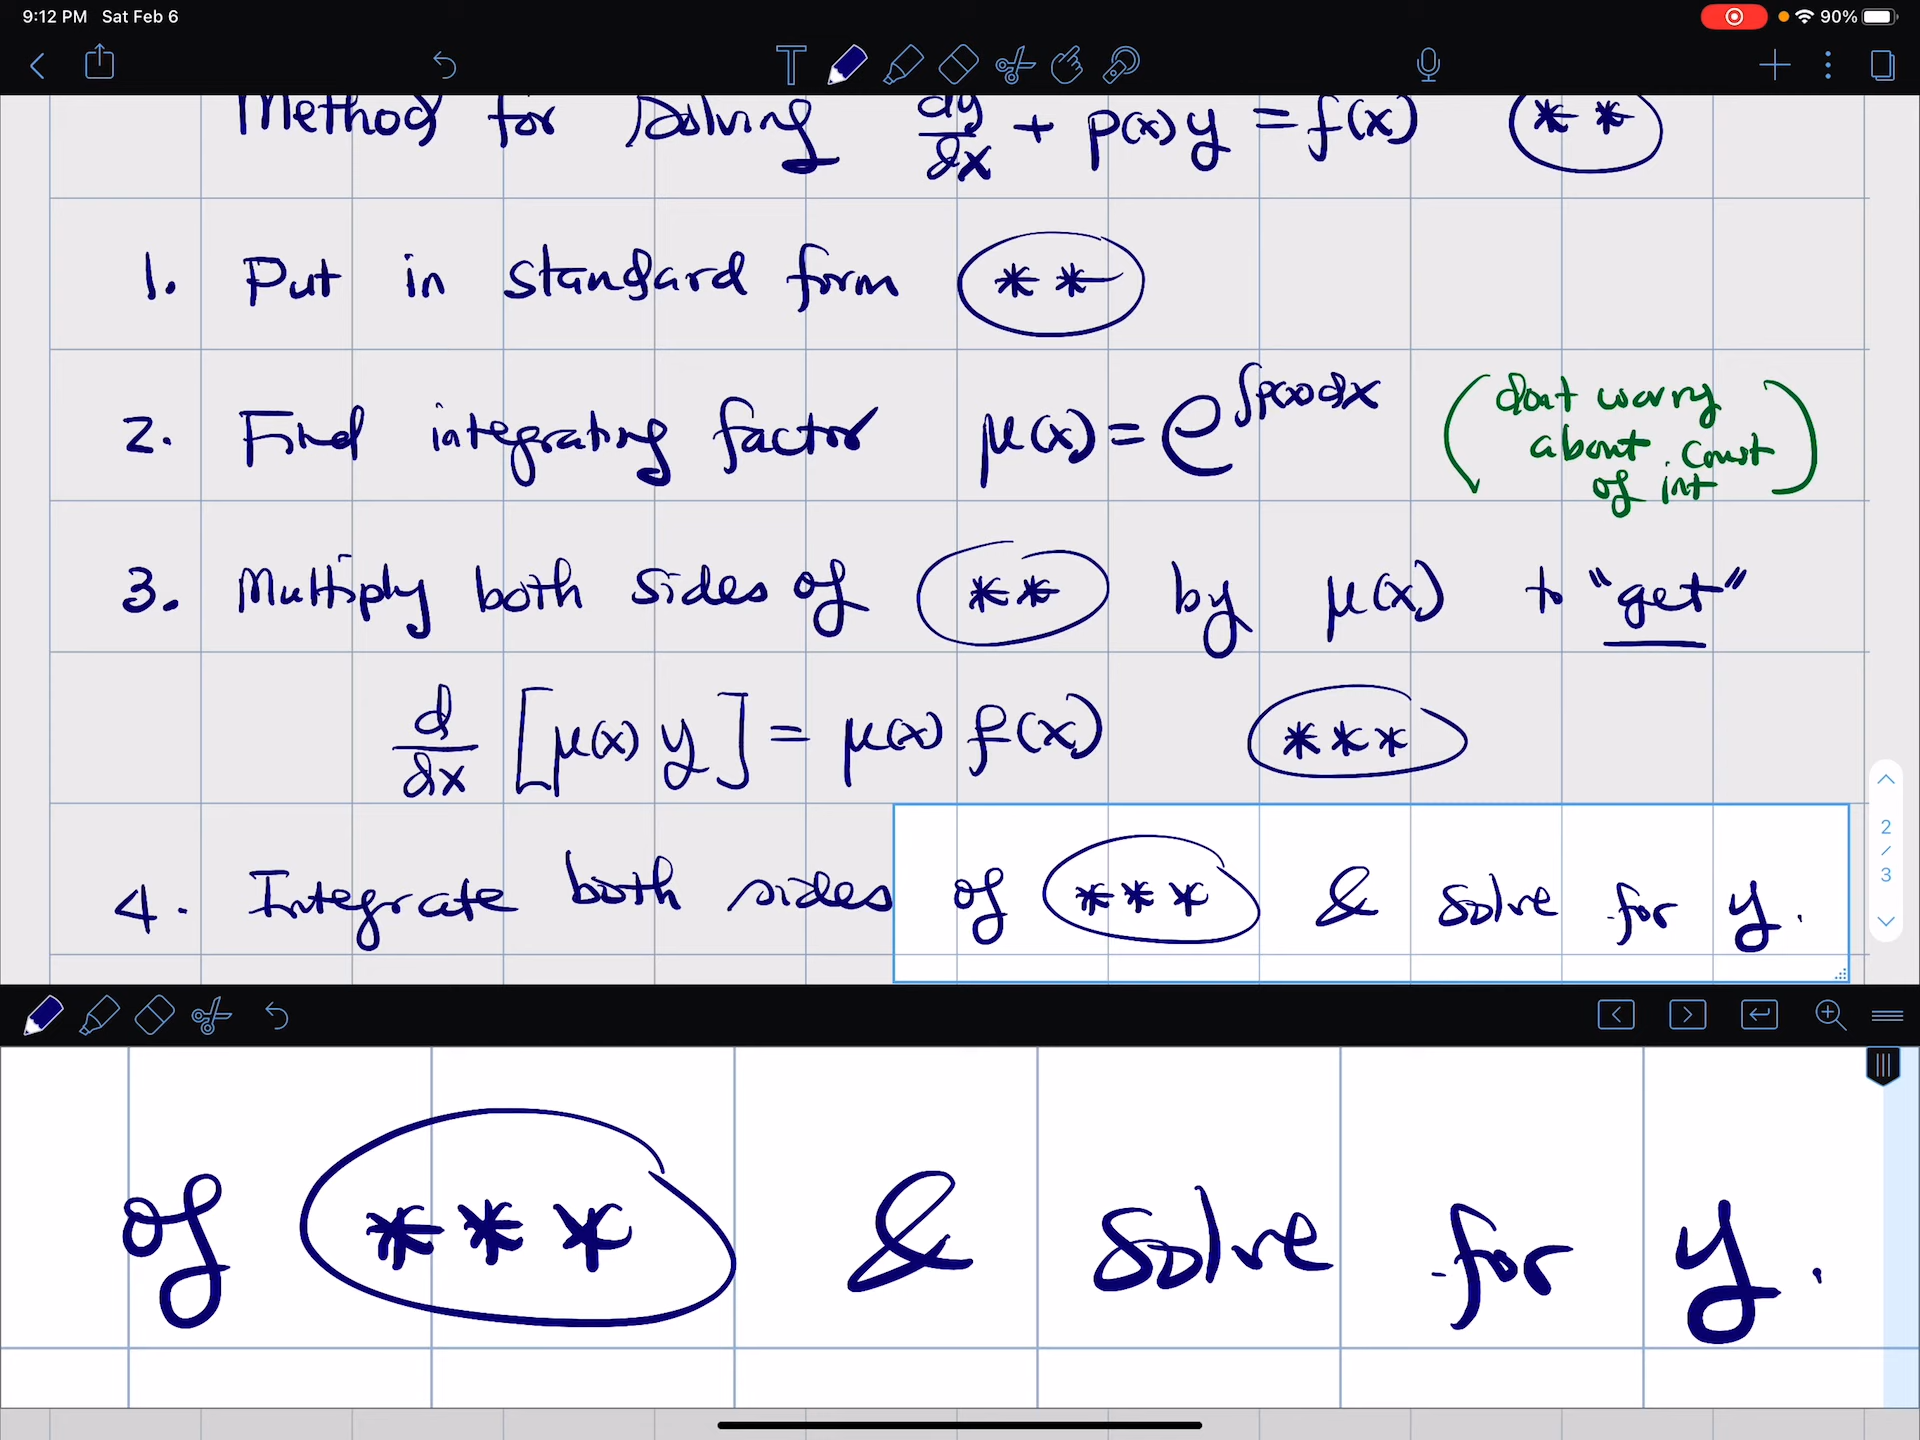 9:12 PM Sat Feb 6
90%
Method for solving dy/dx + p(x) y = f(x) **
1. Put in standard form **
2. Find integrating factor μ(x) = e^∫p(x)dx (dont worry
about const
of int)
3. Multiply both sides of ** by μ(x) to "get"
d/dx [μ(x) y] = μ(x) f(x) ***
4. Integrate both sides of *** & solve for y.
2
/
3
of *** & solve for y.